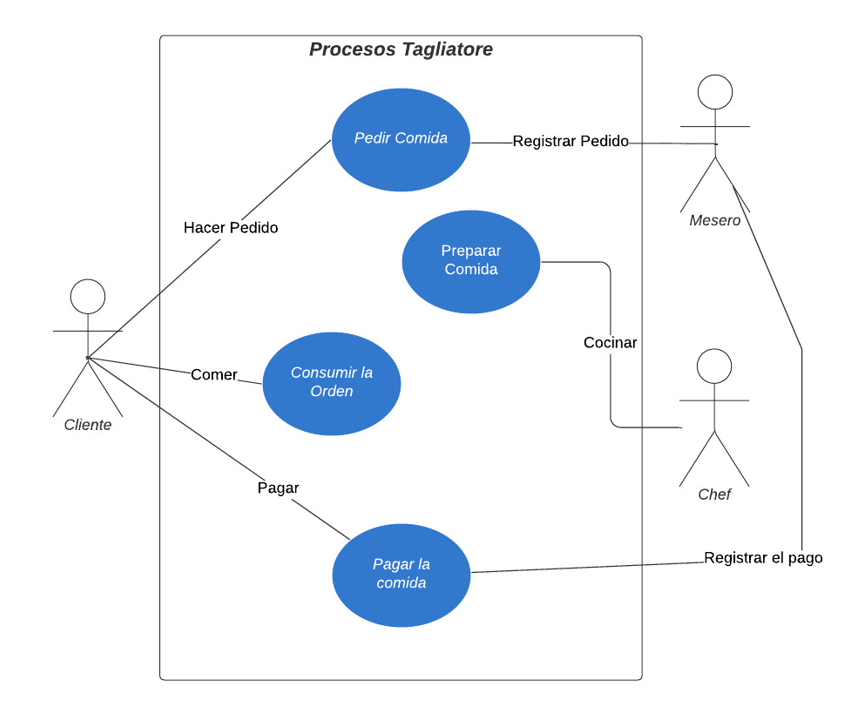 Procesos Tagliatore
Pedir Comida
Registrar Pedido
Mesero
Hacer Pedido
Preparar
Comida
Cocinar
Comer
Consumir la
Orden
Cliente
Chef
Pagar
Pagar la
comida
Registrar el pago